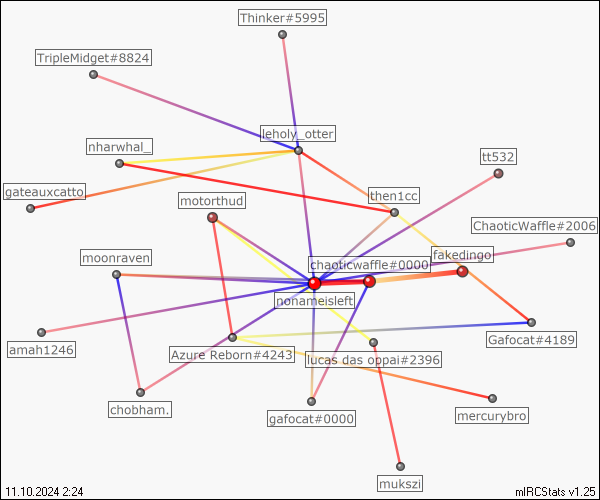 Thinker#5995
TripleMidget#8824
leholy_otter
nharwhal_
tt532
gateauxcatto
motorthud
then1cc
ChaoticWaffle#2006
moonraven
chaoticwaffle#0000
fakedingo
nonameisleft
amah1246
Azure Reborn#4243
lucas das oppai#2396
Gafocat#4189
chobham.
gafocat#0000
mercurybro
mukszi
11.10.2024 2:24
mIRCStats v1.25